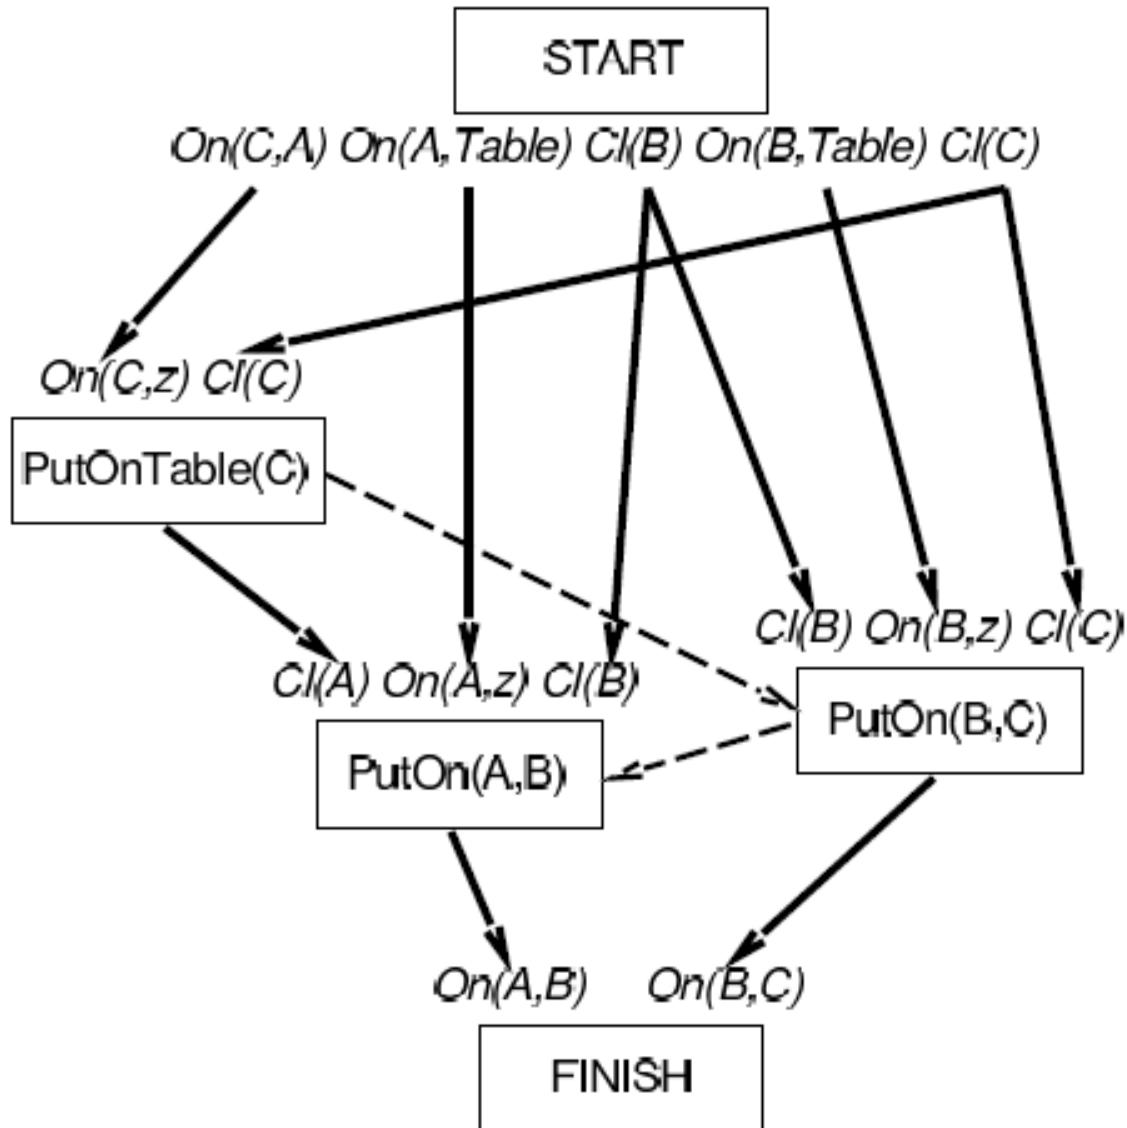 START
On(C,A) On(A,Table) Cl(B) On(B,Table) Cl(C)
On(C,z) Cl(C)
PutOnTable(C)
Cl(B) On(B,z) Cl(C)
Cl(A) On(A,z) Cl(B)
PutOn(B,C)
PutOn(A,B)
On(A,B) On(B,C)
FINISH